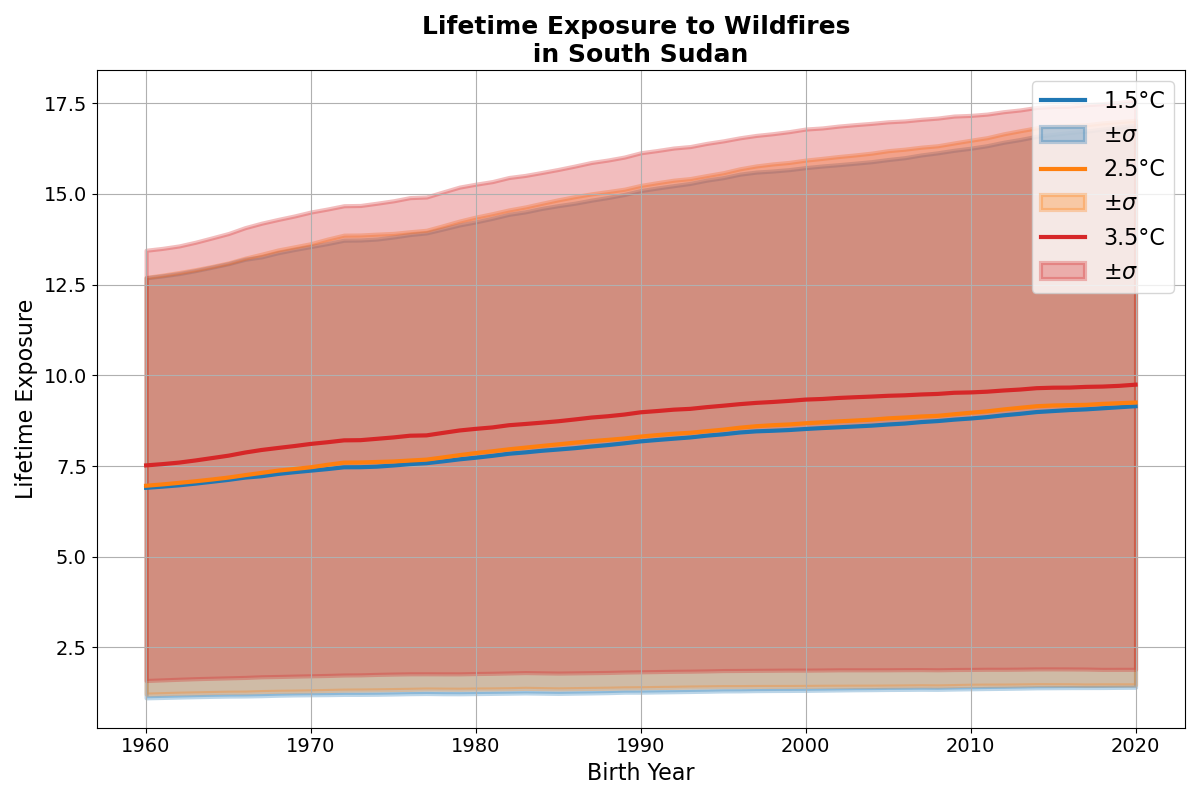 Lifetime Exposure to Wildfires
in South Sudan
Lifetime Exposure
17.5
15.0
12.5
10.0
7.5
5.0
2.5
1.5°C
±σ
2.5°C
±σ
3.5°C
±σ
1960
1970
1980
1990
2000
2010
2020
Birth Year